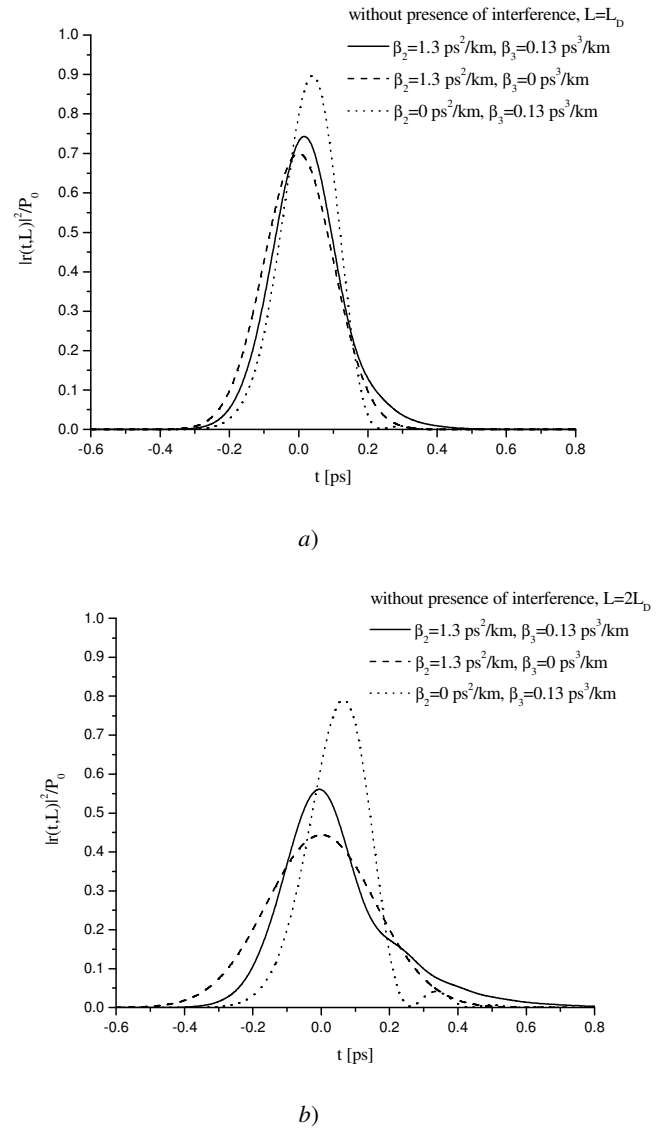 without presence of interference, L=L_D
β₂=1.3 ps²/km, β₃=0.13 ps³/km
β₂=1.3 ps²/km, β₃=0 ps³/km
β₂=0 ps²/km, β₃=0.13 ps³/km
1.0
0.9
0.8
0.7
0.6
0.5
0.4
0.3
0.2
0.1
0.0
|r(t,L)|²/P₀
-0.6 -0.4 -0.2 0.0 0.2 0.4 0.6 0.8
t [ps]
a)
without presence of interference, L=2L_D
β₂=1.3 ps²/km, β₃=0.13 ps³/km
β₂=1.3 ps²/km, β₃=0 ps³/km
β₂=0 ps²/km, β₃=0.13 ps³/km
1.0
0.9
0.8
0.7
0.6
0.5
0.4
0.3
0.2
0.1
0.0
|r(t,L)|²/P₀
-0.6 -0.4 -0.2 0.0 0.2 0.4 0.6 0.8
t [ps]
b)